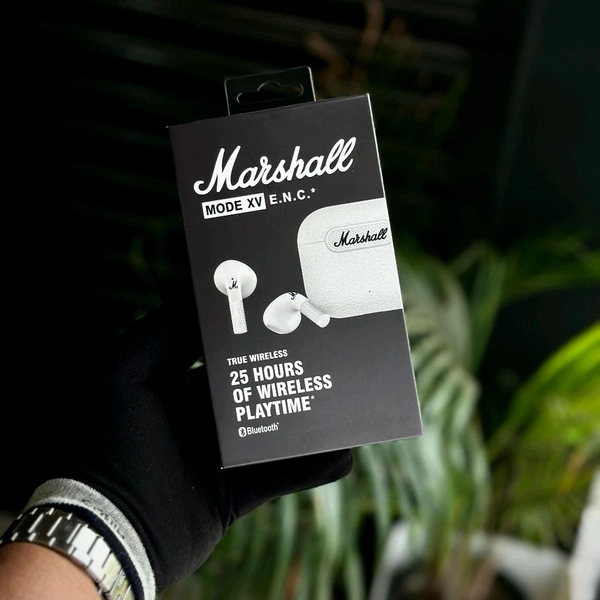 Marshall
MODE XV E.N.C.*
Marshall
TRUE WIRELESS
25 HOURS
OF WIRELESS
PLAYTIME*
Bluetooth®